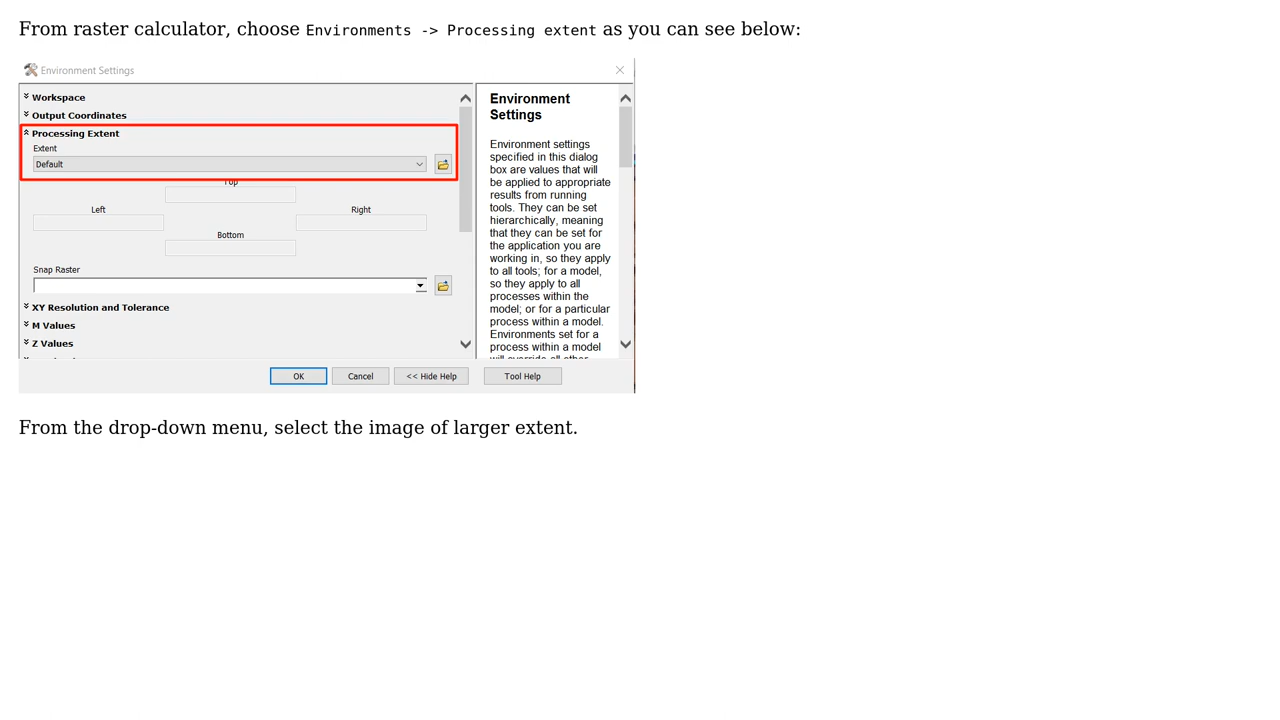 From raster calculator, choose Environments -> Processing extent as you can see below:
Environment Settings
Workspace
Output Coordinates
Processing Extent
Extent
Default
Top
Left
Right
Bottom
Snap Raster
XY Resolution and Tolerance
M Values
Z Values
Environment
Settings
Environment settings
specified in this dialog
box are values that will
be applied to appropriate
results from running
tools. They can be set
hierarchically, meaning
that they can be set for
the application you are
working in, so they apply
to all tools; for a model,
so they apply to all
processes within the
model; or for a particular
process within a model.
Environments set for a
process within a model
will override all other
OK
Cancel
<< Hide Help
Tool Help
From the drop-down menu, select the image of larger extent.